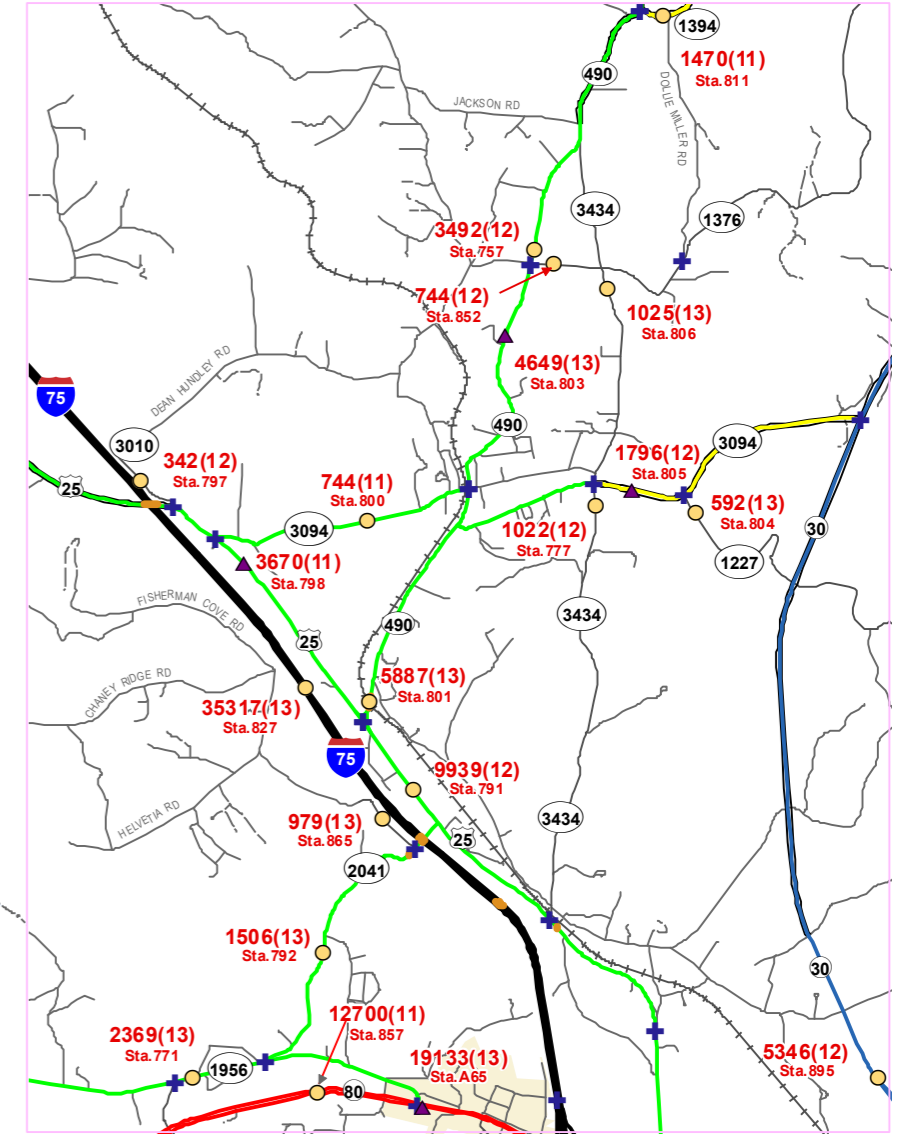 1394
1470(11)
Sta.811
490
JACKSON RD
DOLLIE MILLER RD
3434
1376
3492(12)
Sta.757
744(12)
Sta.852
1025(13)
Sta.806
4649(13)
Sta.803
DEAN HUNDLEY RD
75
490
3010
3094
1796(12)
Sta.805
342(12)
Sta.797
744(11)
Sta.800
25
592(13)
Sta.804
3094
1022(12)
Sta.777
30
3670(11)
Sta.798
1227
FISHERMAN COVE RD
490
3434
25
CHANEY RIDGE RD
5887(13)
Sta.801
35317(13)
Sta.827
75
9939(12)
Sta.791
HELVETIA RD
979(13)
Sta.865
3434
25
2041
1506(13)
Sta.792
30
12700(11)
Sta.857
2369(13)
Sta.771
19133(13)
Sta.A65
5346(12)
Sta.895
1956
80